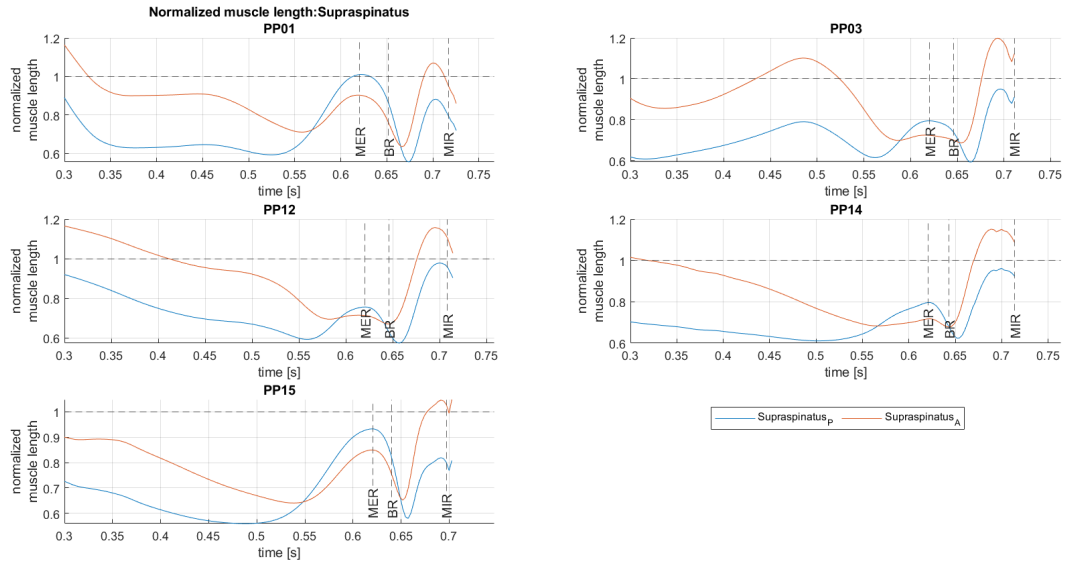 Normalized muscle length:Supraspinatus
PP01
normalized
muscle length
1.2
1
0.8
0.6
MER
BR
MIR
0.3 0.35 0.4 0.45 0.5 0.55 0.6 0.65 0.7 0.75
time [s]
PP03
normalized
muscle length
1.2
1
0.8
0.6
MER
BR
MIR
0.3 0.35 0.4 0.45 0.5 0.55 0.6 0.65 0.7 0.75
time [s]
PP12
normalized
muscle length
1.2
1
0.8
0.6
MER
BR
MIR
0.3 0.35 0.4 0.45 0.5 0.55 0.6 0.65 0.7 0.75
time [s]
PP14
normalized
muscle length
1.2
1
0.8
0.6
MER
BR
MIR
0.3 0.35 0.4 0.45 0.5 0.55 0.6 0.65 0.7 0.75
time [s]
PP15
normalized
muscle length
1
0.9
0.8
0.7
0.6
MER
BR
MIR
0.3 0.35 0.4 0.45 0.5 0.55 0.6 0.65 0.7
time [s]
Supraspinatus_P Supraspinatus_A